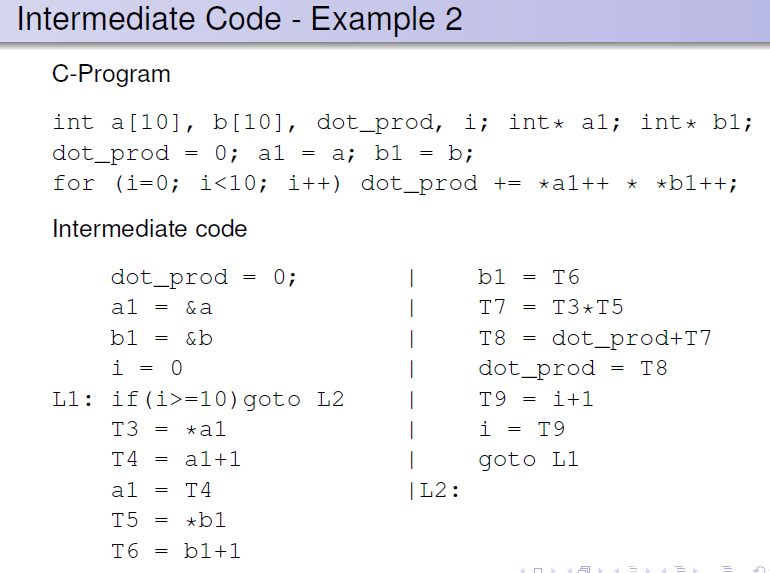 Intermediate Code - Example 2
C-Program
int a[10], b[10], dot_prod, i; int* a1; int* b1;
dot_prod = 0; a1 = a; b1 = b;
for (i=0; i<10; i++) dot_prod += *a1++ * *b1++;
Intermediate code
dot_prod = 0; | b1 = T6
a1 = &a | T7 = T3*T5
b1 = &b | T8 = dot_prod+T7
i = 0 | dot_prod = T8
L1: if(i>=10)goto L2 | T9 = i+1
T3 = *a1 | i = T9
T4 = a1+1 | goto L1
a1 = T4 |L2:
T5 = *b1
T6 = b1+1